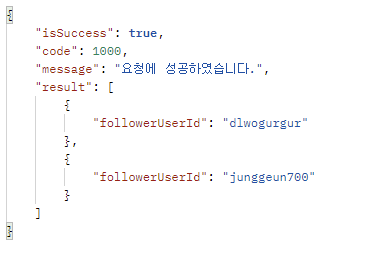 {
    "isSuccess": true,
    "code": 1000,
    "message": "요청에 성공하였습니다.",
    "result": [
        {
            "followerUserId": "dlwogurgur"
        },
        {
            "followerUserId": "junggeun700"
        }
    ]
}